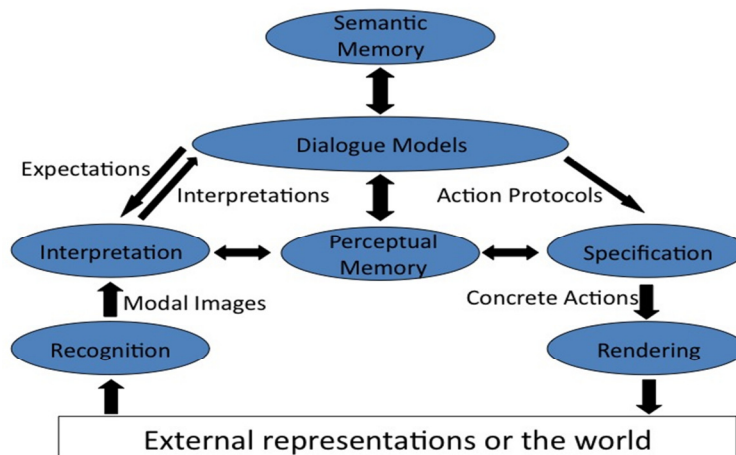 Semantic
Memory
Dialogue Models
Expectations
Interpretations
Action Protocols
Interpretation
Perceptual
Memory
Specification
Modal Images
Concrete Actions
Recognition
Rendering
External representations or the world